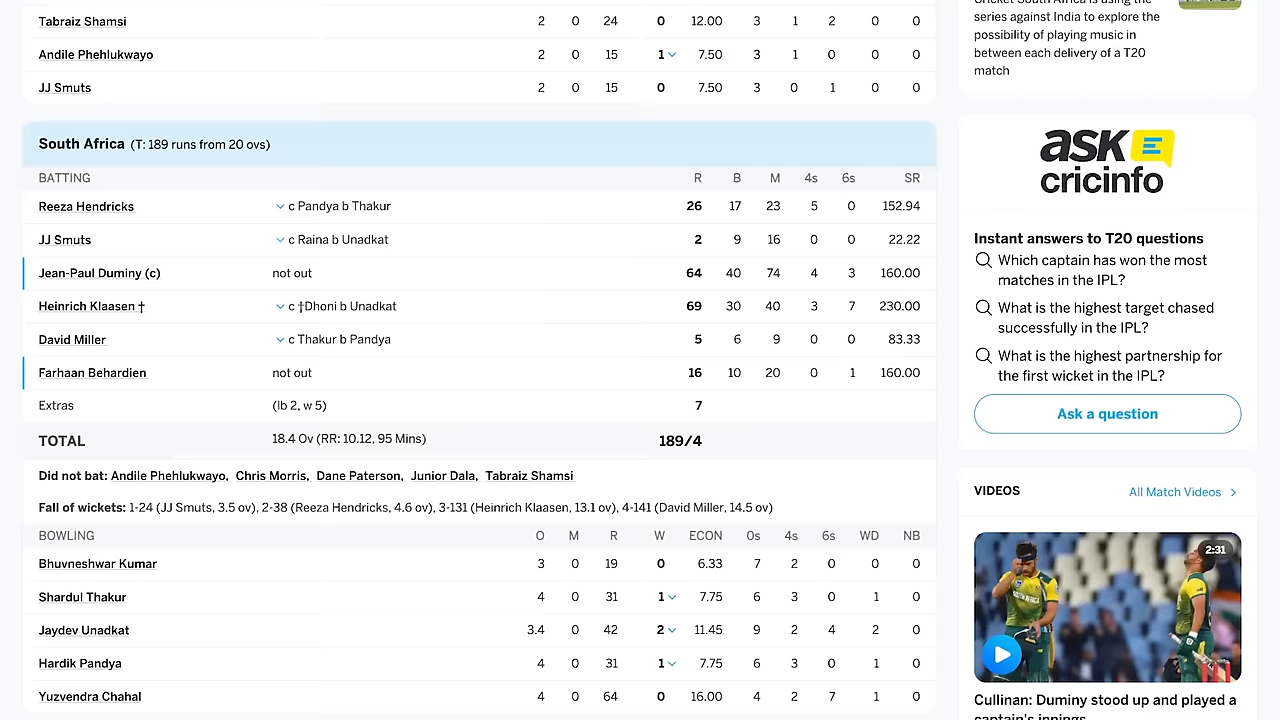 Tabraiz Shamsi 2 0 24 0 12.00 3 1 2 0 0
Andile Phehlukwayo 2 0 15 1 7.50 3 1 0 0 0
JJ Smuts 2 0 15 0 7.50 3 0 1 0 0
South Africa (T: 189 runs from 20 ovs)
BATTING R B M 4s 6s SR
Reeza Hendricks c Pandya b Thakur 26 17 23 5 0 152.94
JJ Smuts c Raina b Unadkat 2 9 16 0 0 22.22
Jean-Paul Duminy (c) not out 64 40 74 4 3 160.00
Heinrich Klaasen † c †Dhoni b Unadkat 69 30 40 3 7 230.00
David Miller c Thakur b Pandya 5 6 9 0 0 83.33
Farhaan Behardien not out 16 10 20 0 1 160.00
Extras (lb 2, w 5) 7
TOTAL 18.4 Ov (RR: 10.12, 95 Mins) 189/4
Did not bat: Andile Phehlukwayo, Chris Morris, Dane Paterson, Junior Dala, Tabraiz Shamsi
Fall of wickets: 1-24 (JJ Smuts, 3.5 ov), 2-38 (Reeza Hendricks, 4.6 ov), 3-131 (Heinrich Klaasen, 13.1 ov), 4-141 (David Miller, 14.5 ov)
BOWLING O M R W ECON 0s 4s 6s WD NB
Bhuvneshwar Kumar 3 0 19 0 6.33 7 2 0 0 0
Shardul Thakur 4 0 31 1 7.75 6 3 0 1 0
Jaydev Unadkat 3.4 0 42 2 11.45 9 2 4 2 0
Hardik Pandya 4 0 31 1 7.75 6 3 0 1 0
Yuzvendra Chahal 4 0 64 0 16.00 4 2 7 1 0
Cricket South Africa is using the
series against India to explore the
possibility of playing music in
between each delivery of a T20
match
ask
cricinfo
Instant answers to T20 questions
Which captain has won the most
matches in the IPL?
What is the highest target chased
successfully in the IPL?
What is the highest partnership for
the first wicket in the IPL?
Ask a question
VIDEOS All Match Videos
2:31
SOUTH AFRICA
Cullinan: Duminy stood up and played a
captain's innings